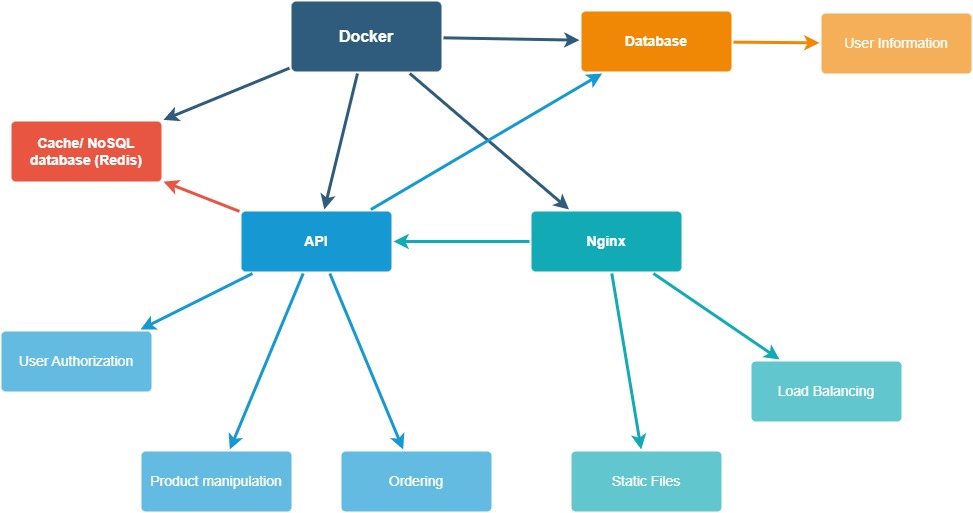 Docker
Database
User Information
Cache/ NoSQL
database (Redis)
API
Nginx
User Authorization
Load Balancing
Product manipulation
Ordering
Static Files